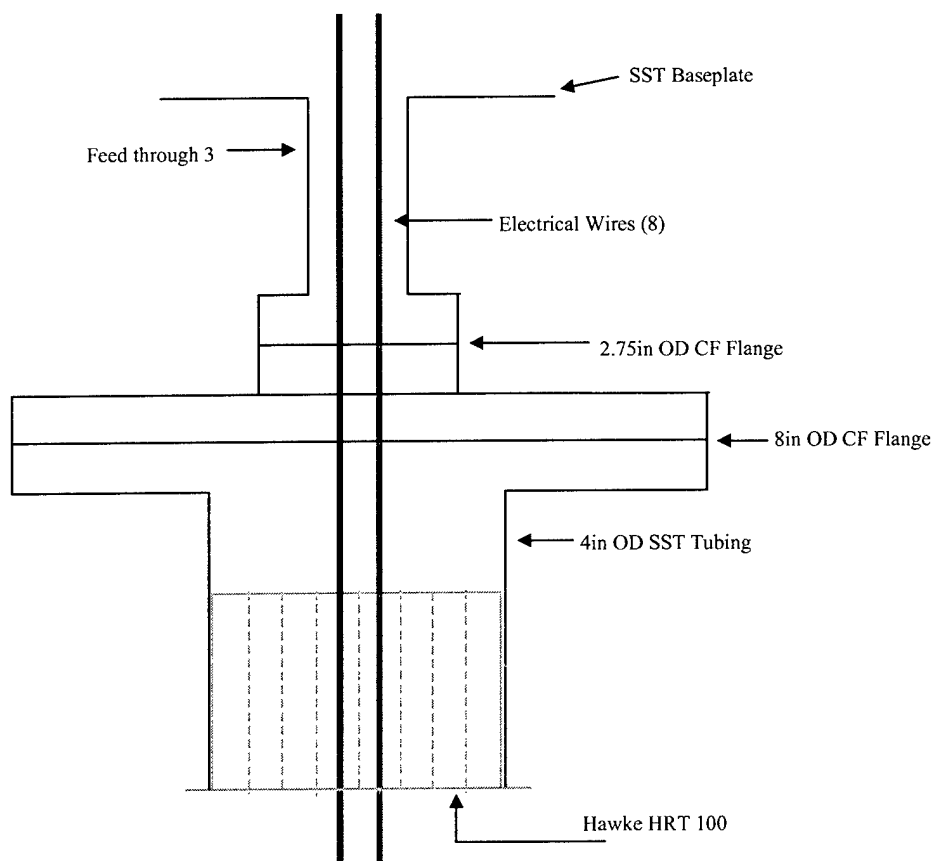 SST Baseplate
Feed through 3
Electrical Wires (8)
2.75in OD CF Flange
8in OD CF Flange
4in OD SST Tubing
Hawke HRT 100